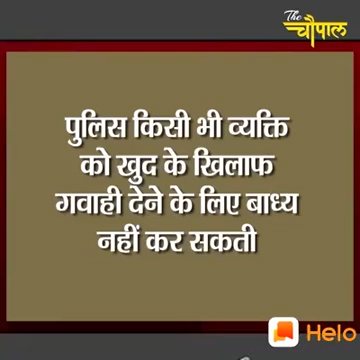 The
चौपाल
पुलिस किसी भी व्यक्ति
को खुद के खिलाफ
गवाही देने के लिए बाध्य
नहीं कर सकती
Helo